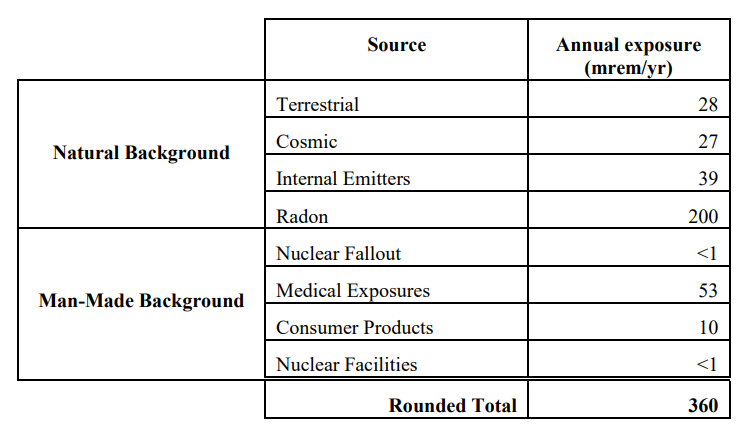 Source Annual exposure
(mrem/yr)
Natural Background
Terrestrial 28
Cosmic 27
Internal Emitters 39
Radon 200
Man-Made Background
Nuclear Fallout <1
Medical Exposures 53
Consumer Products 10
Nuclear Facilities <1
Rounded Total 360